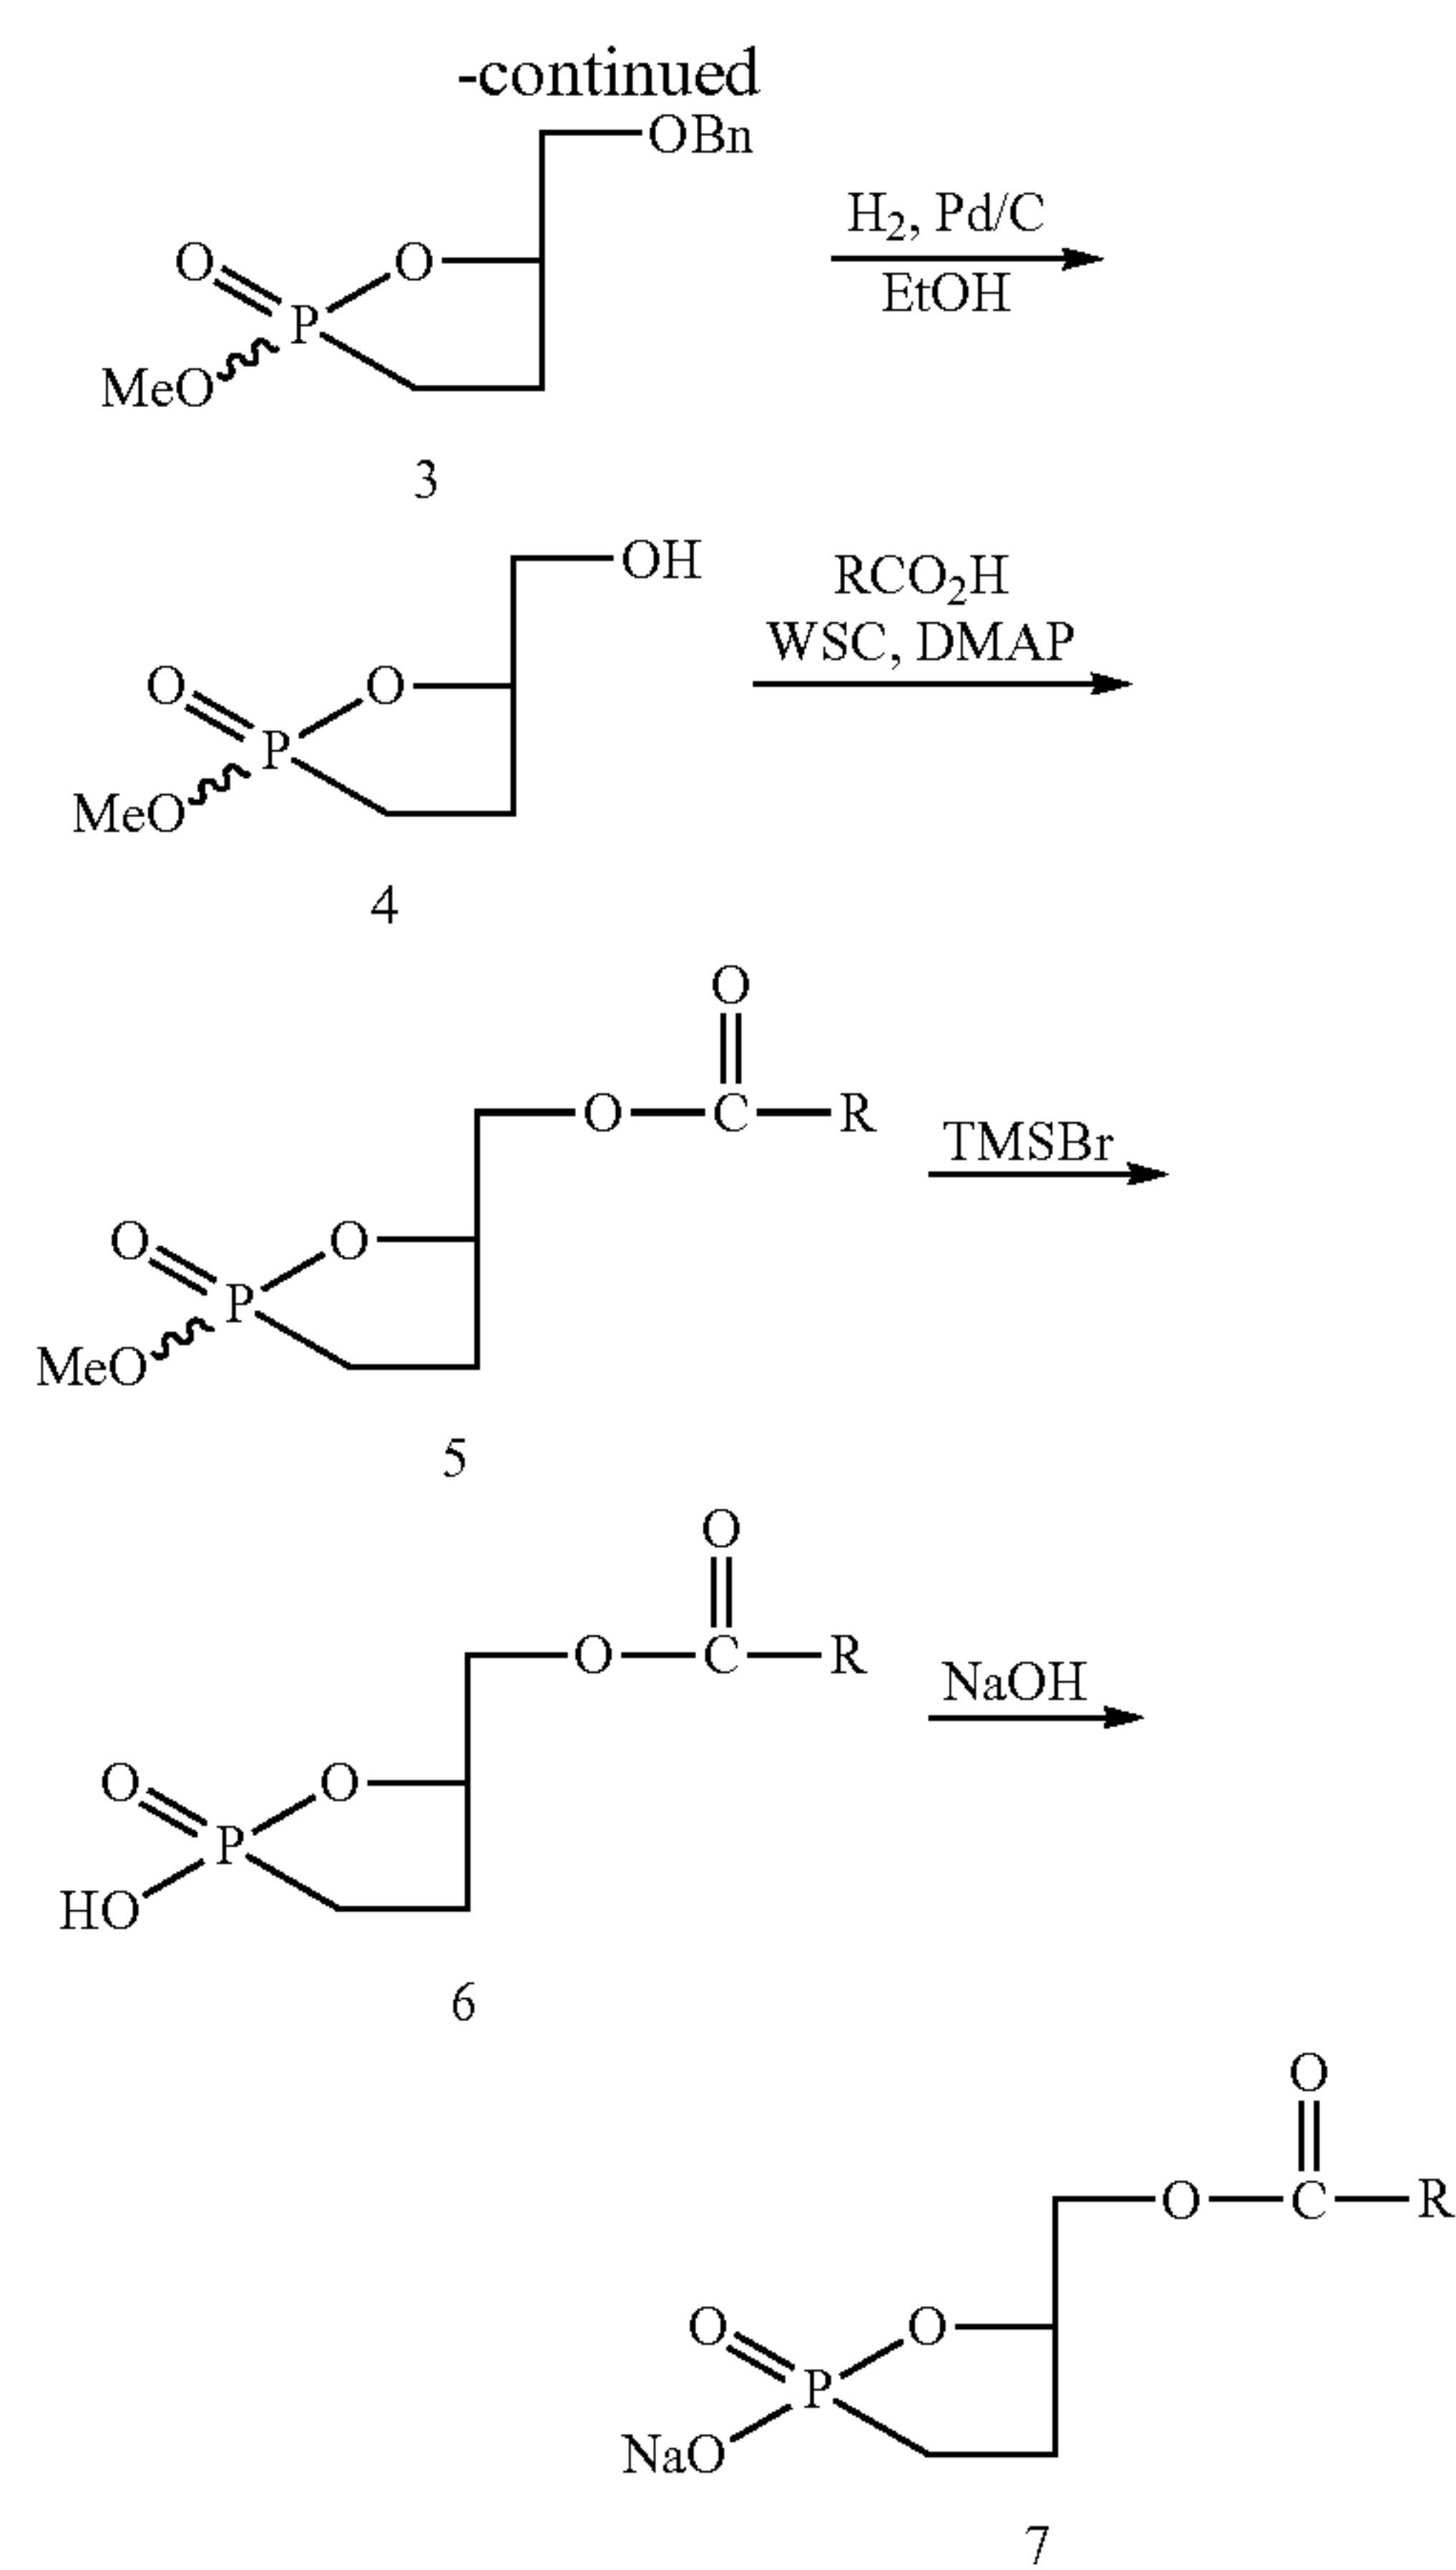 -continued
OBn
H₂, Pd/C
O O
EtOH
P
MeO
3
OH
RCO₂H
WSC, DMAP
O O
P
MeO
4
O
O C R
TMSBr
O O
P
MeO
5
O
O C R
NaOH
O O
P
HO
6
O
O C R
O O
P
NaO
7